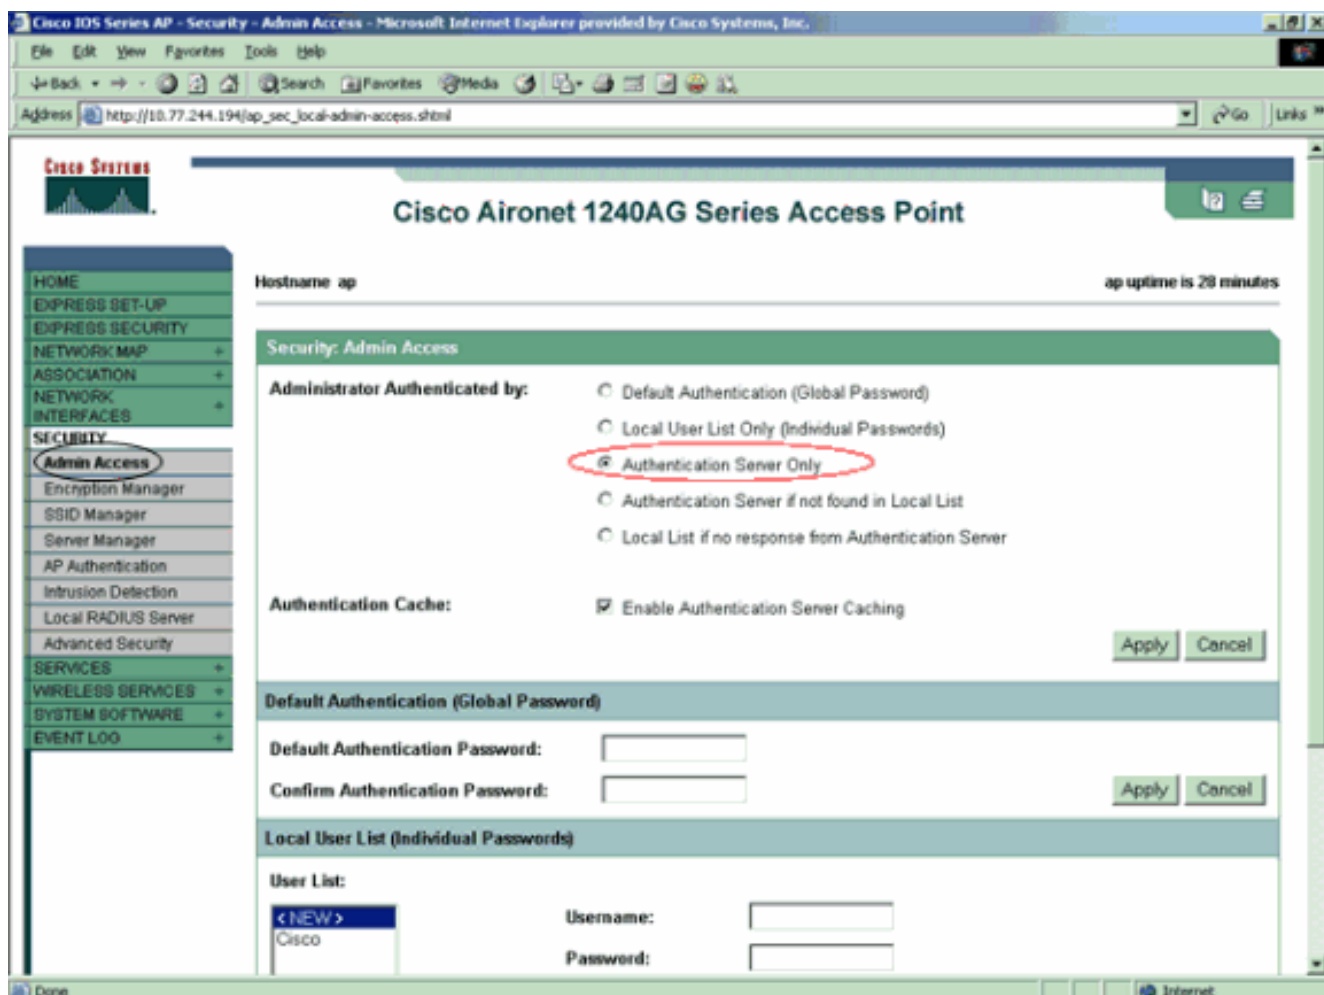 Cisco IOS Series AP - Security - Admin Access - Microsoft Internet Explorer provided by Cisco Systems, Inc.
File Edit View Favorites Tools Help
Back Search Favorites Media
Address http://10.77.244.194/ap_sec_local-admin-access.shtml Go Links »
CISCO SYSTEMS
Cisco Aironet 1240AG Series Access Point
HOME
EXPRESS SET-UP
EXPRESS SECURITY
NETWORK MAP +
ASSOCIATION +
NETWORK
INTERFACES +
SECURITY
Admin Access
Encryption Manager
SSID Manager
Server Manager
AP Authentication
Intrusion Detection
Local RADIUS Server
Advanced Security
SERVICES +
WIRELESS SERVICES +
SYSTEM SOFTWARE +
EVENT LOG +
Hostname ap
ap uptime is 28 minutes
Security: Admin Access
Administrator Authenticated by:
Default Authentication (Global Password)
Local User List Only (Individual Passwords)
Authentication Server Only
Authentication Server if not found in Local List
Local List if no response from Authentication Server
Authentication Cache:
Enable Authentication Server Caching
Apply Cancel
Default Authentication (Global Password)
Default Authentication Password:
Confirm Authentication Password:
Apply Cancel
Local User List (Individual Passwords)
User List:
<NEW>
Cisco
Username:
Password:
Done
Internet